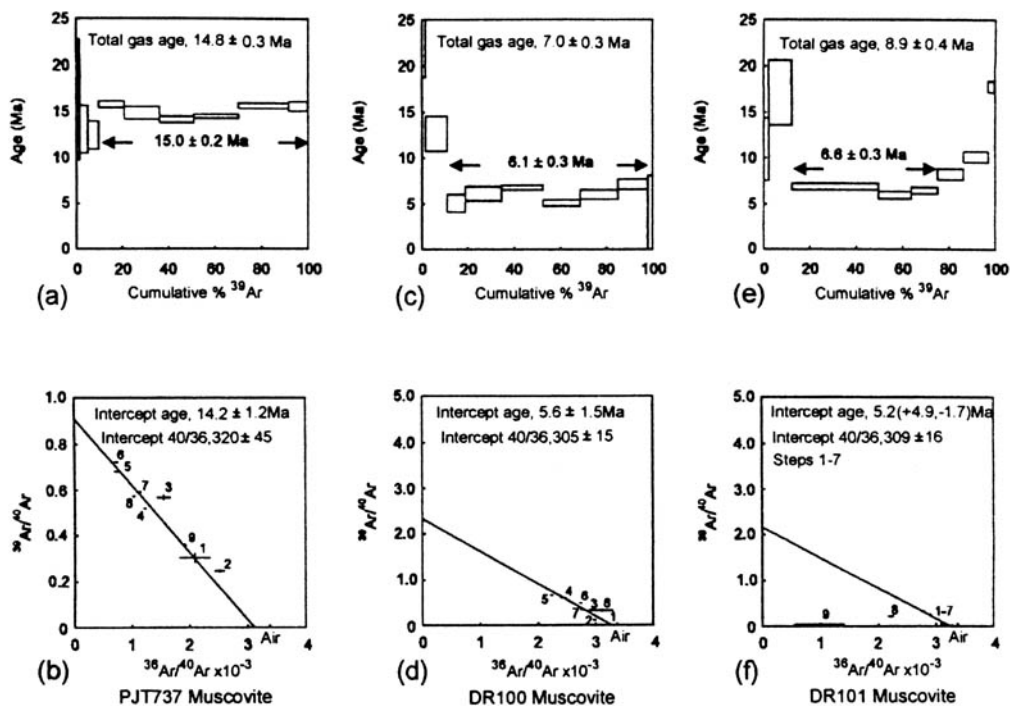 25
20
15
10
5
0
Age (Ma)
Total gas age, 14.8 ± 0.3 Ma
15.0 ± 0.2 Ma
0 20 40 60 80 100
Cumulative % ³⁹Ar
(a)
25
20
15
10
5
0
Total gas age, 7.0 ± 0.3 Ma
6.1 ± 0.3 Ma
0 20 40 60 80 100
Cumulative % ³⁹Ar
(c)
25
20
15
10
5
0
Age (Ma)
Total gas age, 8.9 ± 0.4 Ma
6.6 ± 0.3 Ma
0 20 40 60 80 100
Cumulative % ³⁹Ar
(e)
1.0
0.8
0.6
0.4
0.2
0
³⁹Ar/⁴⁰Ar
Intercept age, 14.2 ± 1.2Ma
Intercept 40/36,320 ± 45
6
5
7
3
8
4
9
1
2
Air
0 1 2 3 4
³⁶Ar/⁴⁰Ar x10⁻³
(b)
PJT737 Muscovite
5.0
4.0
3.0
2.0
1.0
0
³⁹Ar/⁴⁰Ar
Intercept age, 5.6 ± 1.5Ma
Intercept 40/36,305 ± 15
5
4
6
3
8
7
2
1
Air
0 1 2 3 4
³⁶Ar/⁴⁰Ar x10⁻³
(d)
DR100 Muscovite
5.0
4.0
3.0
2.0
1.0
0
³⁹Ar/⁴⁰Ar
Intercept age, 5.2(+4.9,-1.7)Ma
Intercept 40/36,309 ±16
Steps 1-7
9
8
1-7
Air
0 1 2 3 4
³⁶Ar/⁴⁰Ar x10⁻³
(f)
DR101 Muscovite